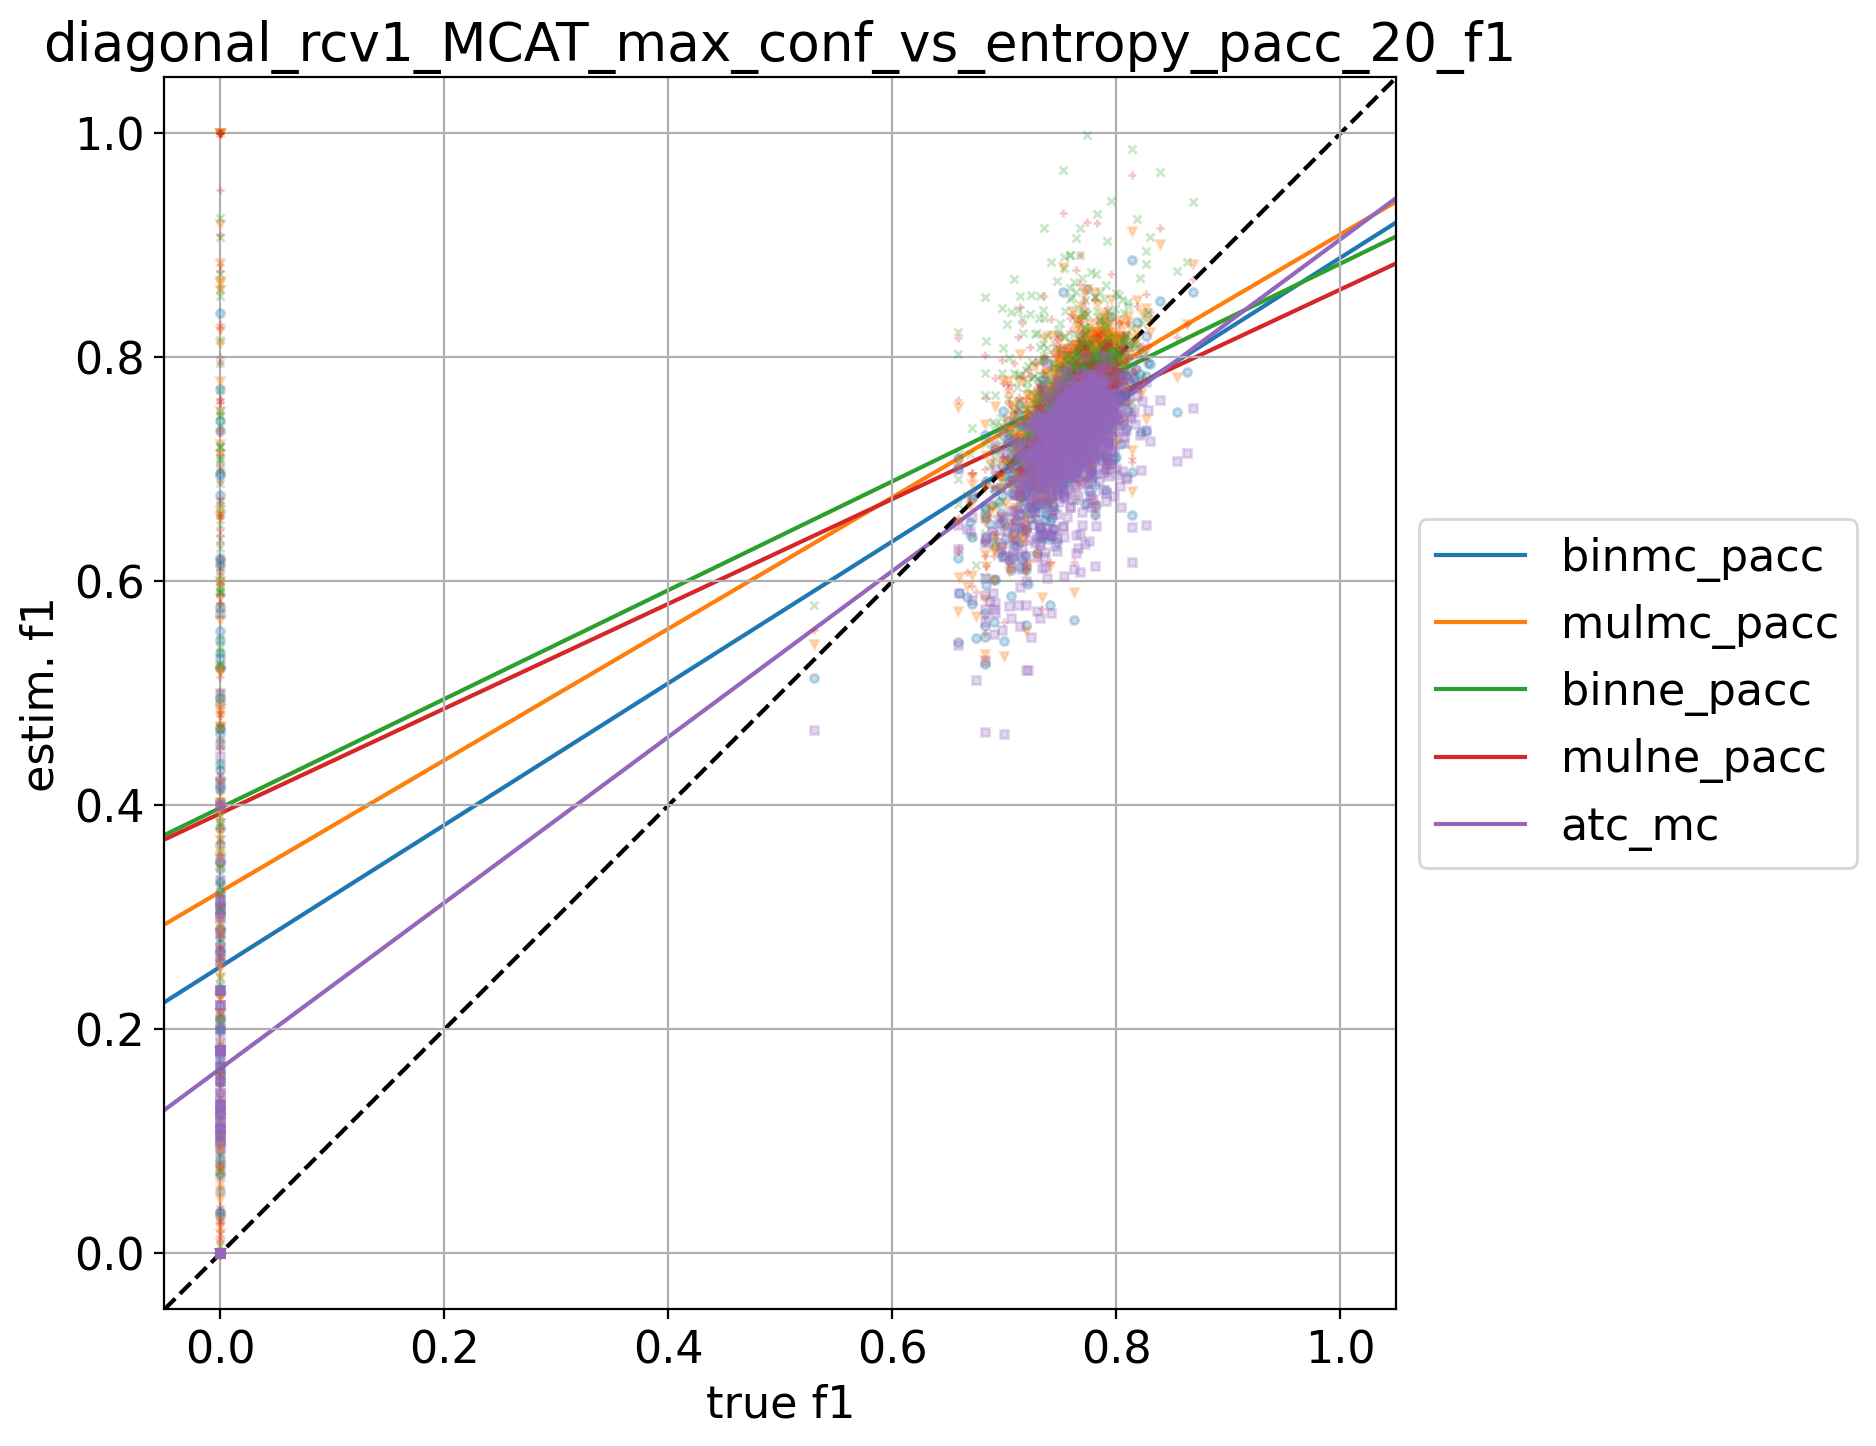 diagonal_rcv1_MCAT_max_conf_vs_entropy_pacc_20_f1
1.0
0.8
0.6
0.4
0.2
0.0
estim. f1
0.0 0.2 0.4 0.6 0.8 1.0
true f1
binmc_pacc
mulmc_pacc
binne_pacc
mulne_pacc
atc_mc